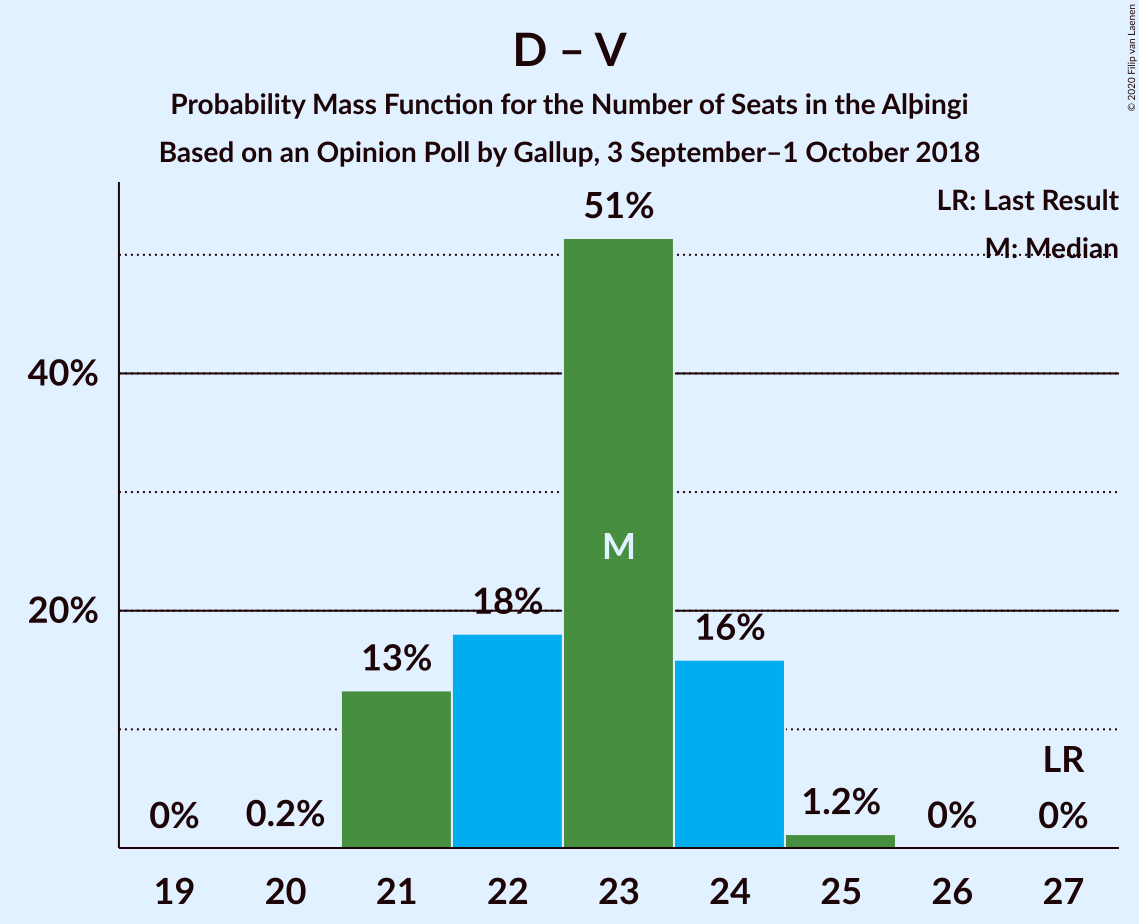 D – V
Probability Mass Function for the Number of Seats in the Alþingi
Based on an Opinion Poll by Gallup, 3 September–1 October 2018
© 2020 Filip van Laenen
LR: Last Result
M: Median
51%
40%
M
20%
18%
16%
13%
LR
0%
0.2%
1.2%
0%
0%
19
20
21
22
23
24
25
26
27